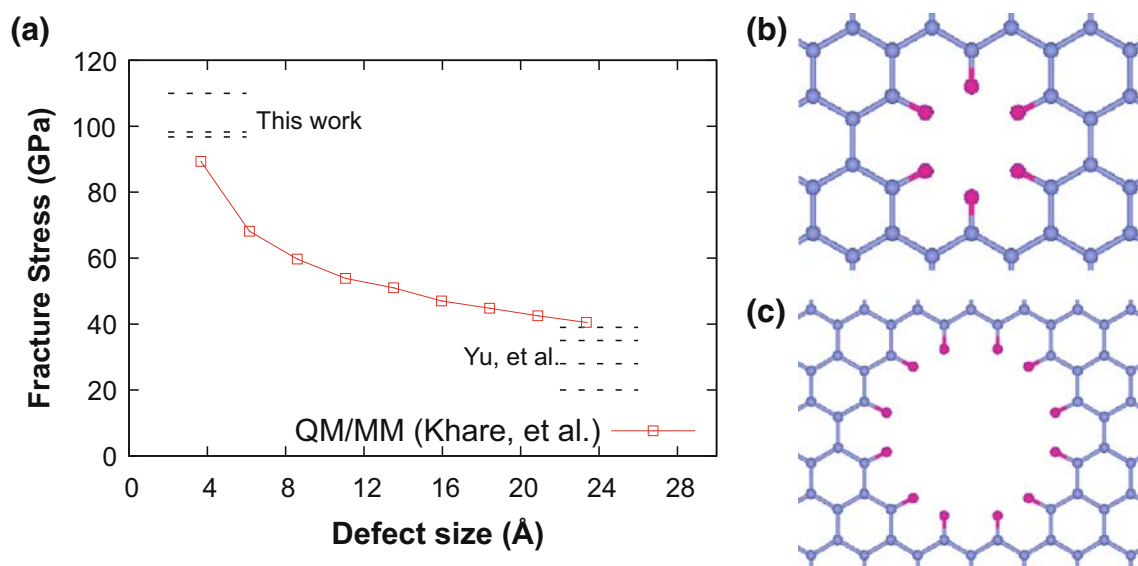 (a)
Fracture Stress (GPa)
120
100
80
60
40
20
0
This work
Yu, et al.
QM/MM (Khare, et al.)
0 4 8 12 16 20 24 28
Defect size (Å)
(b)
(c)